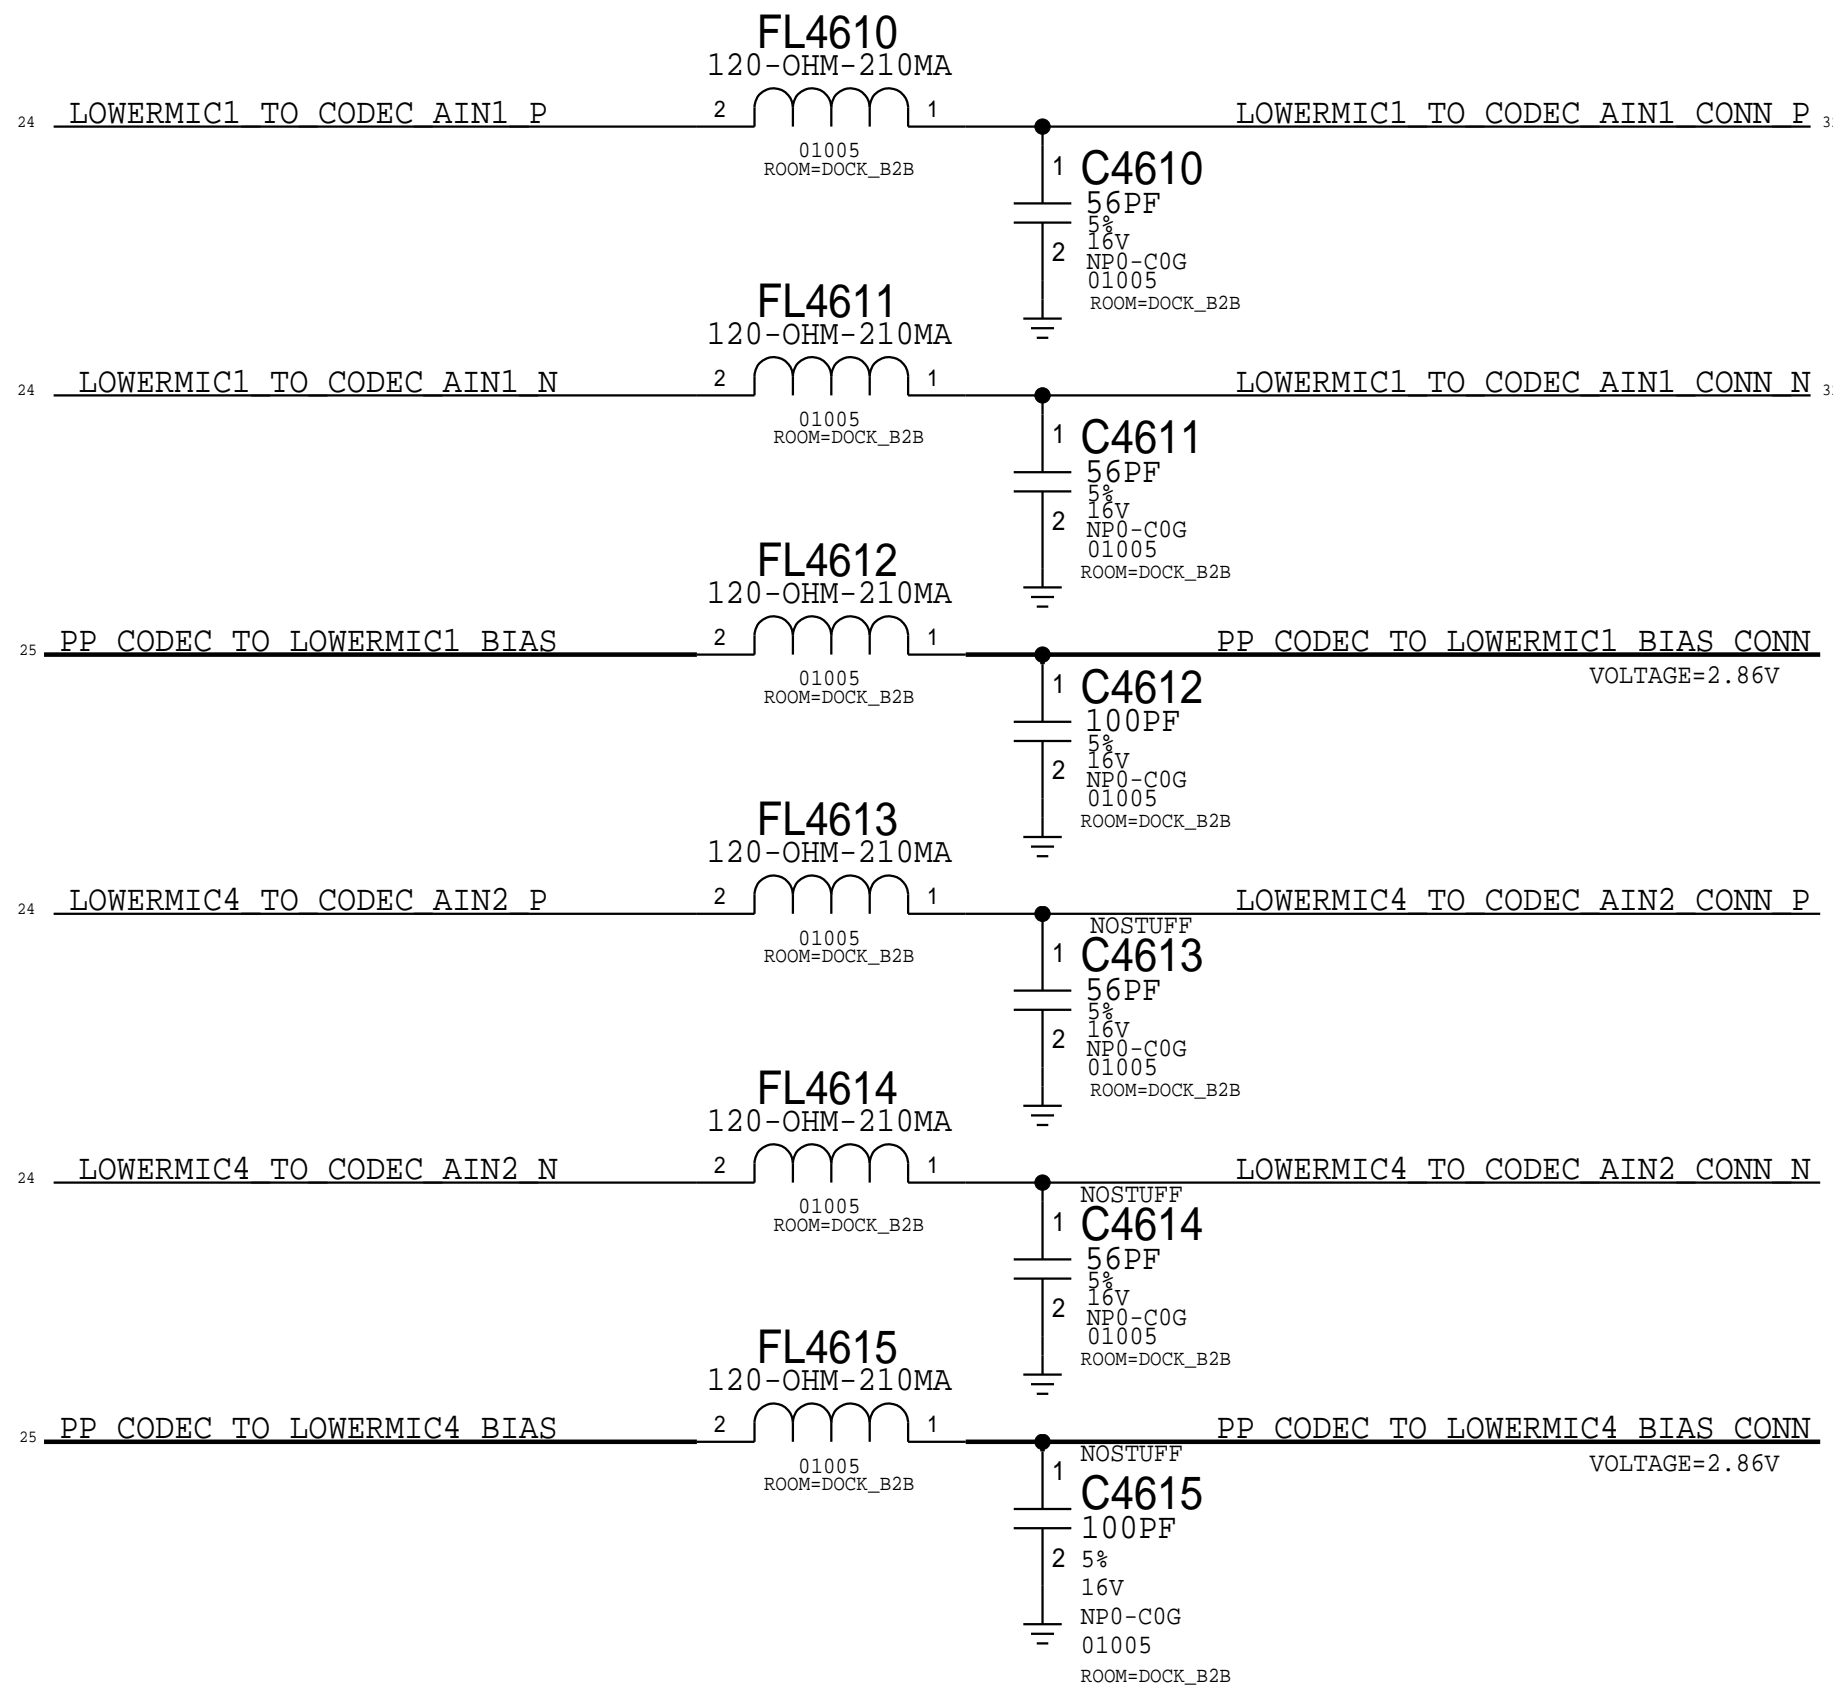 FL4610
120-OHM-210MA
24 LOWERMIC1_TO_CODEC_AIN1_P 2 1 LOWERMIC1_TO_CODEC_AIN1_CONN_P
01005
ROOM=DOCK_B2B
1 C4610
56PF
5%
16V
2 NP0-C0G
01005
ROOM=DOCK_B2B
FL4611
120-OHM-210MA
24 LOWERMIC1_TO_CODEC_AIN1_N 2 1 LOWERMIC1_TO_CODEC_AIN1_CONN_N
01005
ROOM=DOCK_B2B
1 C4611
56PF
5%
16V
2 NP0-C0G
01005
ROOM=DOCK_B2B
FL4612
120-OHM-210MA
25 PP_CODEC_TO_LOWERMIC1_BIAS 2 1 PP_CODEC_TO_LOWERMIC1_BIAS_CONN
VOLTAGE=2.86V
01005
ROOM=DOCK_B2B
1 C4612
100PF
5%
16V
2 NP0-C0G
01005
ROOM=DOCK_B2B
FL4613
120-OHM-210MA
24 LOWERMIC4_TO_CODEC_AIN2_P 2 1 LOWERMIC4_TO_CODEC_AIN2_CONN_P
01005
ROOM=DOCK_B2B
NOSTUFF
1 C4613
56PF
5%
16V
2 NP0-C0G
01005
ROOM=DOCK_B2B
FL4614
120-OHM-210MA
24 LOWERMIC4_TO_CODEC_AIN2_N 2 1 LOWERMIC4_TO_CODEC_AIN2_CONN_N
01005
ROOM=DOCK_B2B
NOSTUFF
1 C4614
56PF
5%
16V
2 NP0-C0G
01005
ROOM=DOCK_B2B
FL4615
120-OHM-210MA
25 PP_CODEC_TO_LOWERMIC4_BIAS 2 1 PP_CODEC_TO_LOWERMIC4_BIAS_CONN
VOLTAGE=2.86V
01005
ROOM=DOCK_B2B
NOSTUFF
1 C4615
100PF
2 5%
16V
NP0-C0G
01005
ROOM=DOCK_B2B